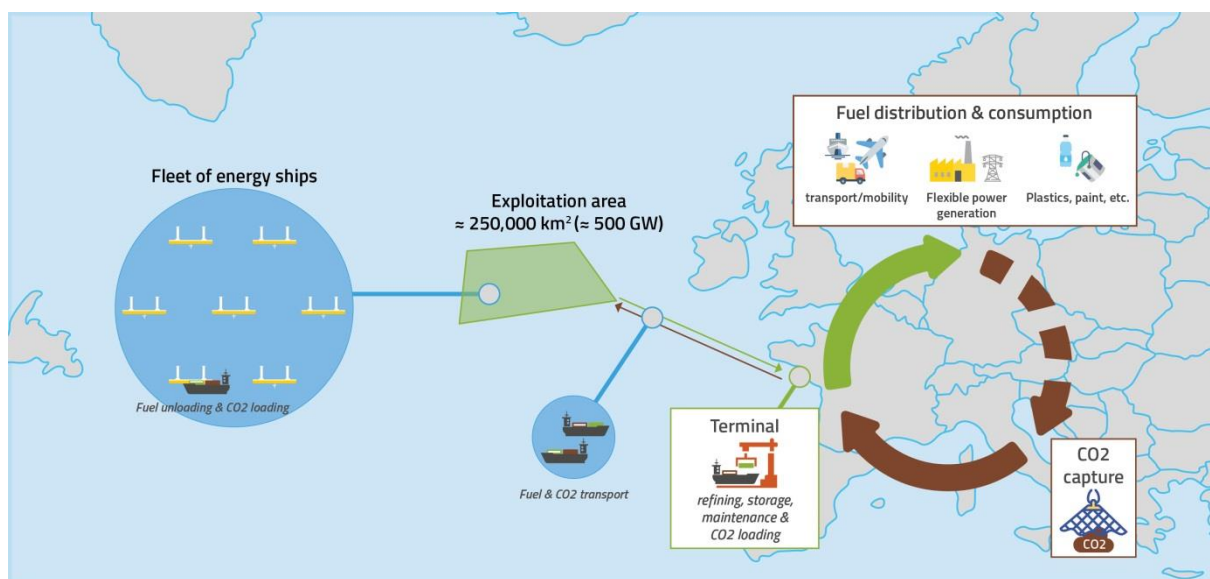 Fleet of energy ships
Fuel unloading & CO2 loading
Exploitation area
≈ 250,000 km² (≈ 500 GW)
Fuel & CO2 transport
Terminal
refining, storage,
maintenance &
CO2 loading
Fuel distribution & consumption
transport/mobility
Flexible power
generation
Plastics, paint, etc.
CO2
capture
CO2